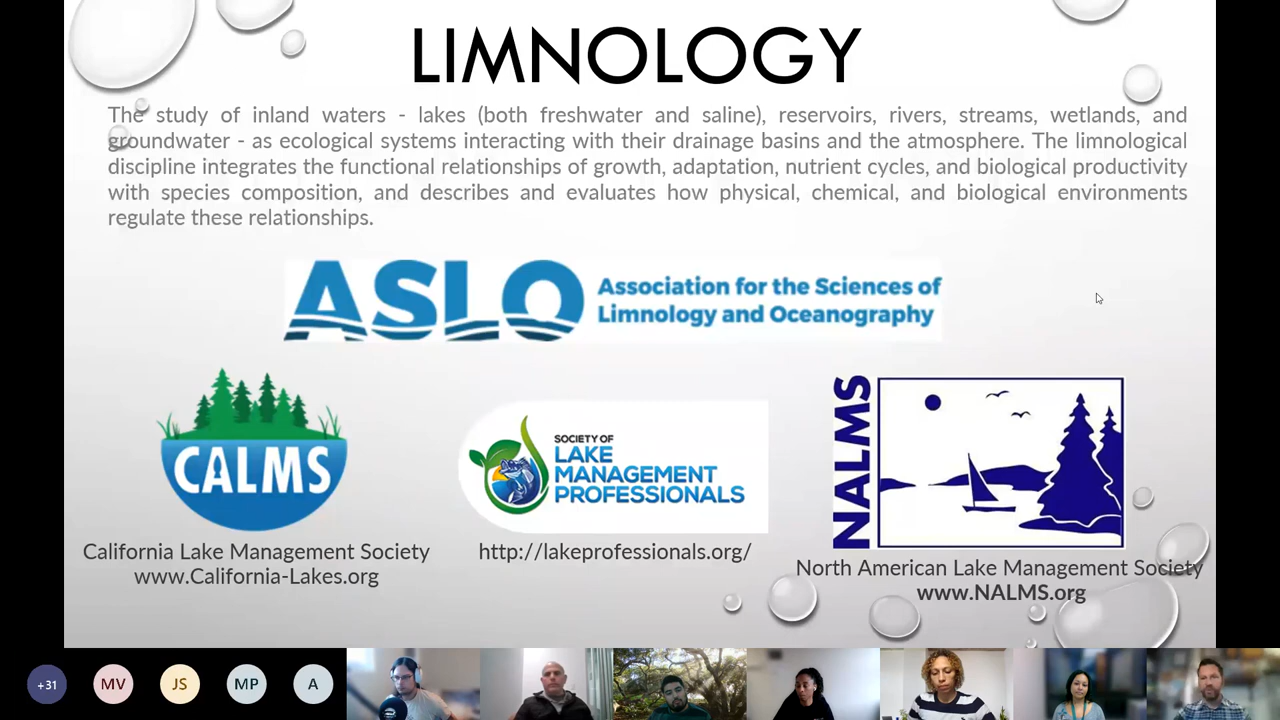 LIMNOLOGY
The study of inland waters - lakes (both freshwater and saline), reservoirs, rivers, streams, wetlands, and
groundwater - as ecological systems interacting with their drainage basins and the atmosphere. The limnological
discipline integrates the functional relationships of growth, adaptation, nutrient cycles, and biological productivity
with species composition, and describes and evaluates how physical, chemical, and biological environments
regulate these relationships.
ASLO
Association for the Sciences of
Limnology and Oceanography
CALMS
California Lake Management Society
www.California-Lakes.org
SOCIETY OF
LAKE
MANAGEMENT
PROFESSIONALS
http://lakeprofessionals.org/
NALMS
North American Lake Management Society
www.NALMS.org
+31
MV
JS
MP
A